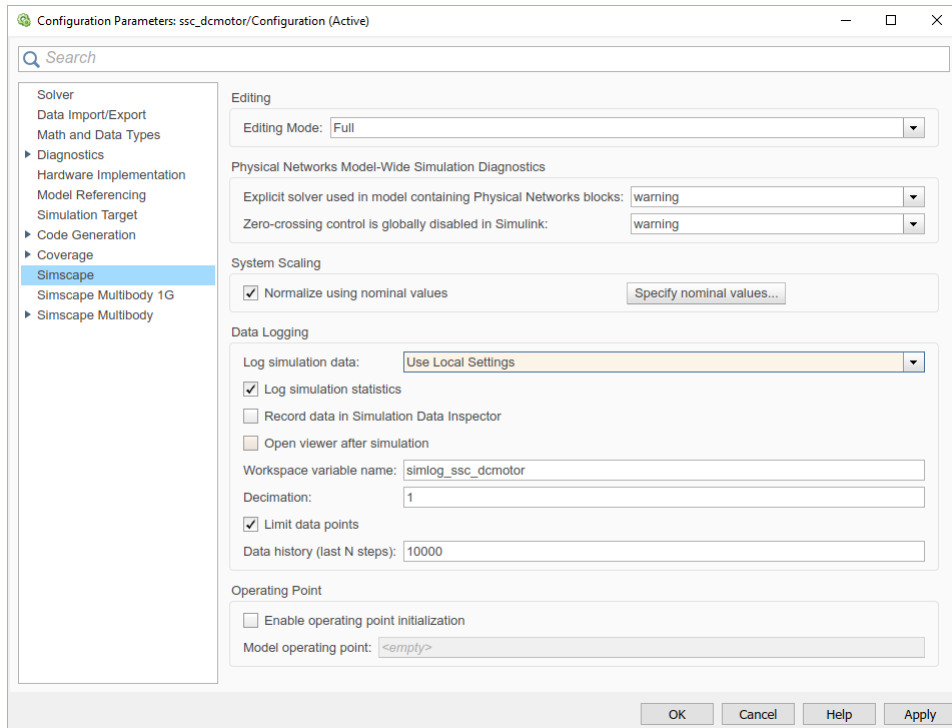 Configuration Parameters: ssc_dcmotor/Configuration (Active)
Search
Solver
Data Import/Export
Math and Data Types
Diagnostics
Hardware Implementation
Model Referencing
Simulation Target
Code Generation
Coverage
Simscape
Simscape Multibody 1G
Simscape Multibody
Editing
Editing Mode: Full
Physical Networks Model-Wide Simulation Diagnostics
Explicit solver used in model containing Physical Networks blocks: warning
Zero-crossing control is globally disabled in Simulink: warning
System Scaling
Normalize using nominal values Specify nominal values...
Data Logging
Log simulation data: Use Local Settings
Log simulation statistics
Record data in Simulation Data Inspector
Open viewer after simulation
Workspace variable name: simlog_ssc_dcmotor
Decimation: 1
Limit data points
Data history (last N steps): 10000
Operating Point
Enable operating point initialization
Model operating point: <empty>
OK Cancel Help Apply